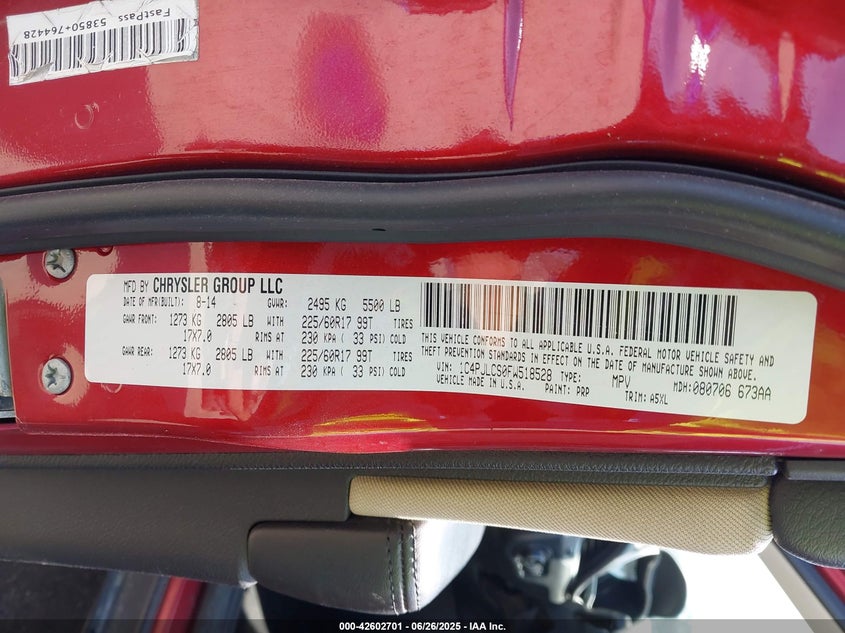 FastPass 53850+764428
MFD BY CHRYSLER GROUP LLC
DATE OF MFR(BUILT): 8-14 GVWR: 2495 KG 5500 LB
GAWR FRONT: 1273 KG 2805 LB WITH 225/60R17 99T TIRES
17X7.0 RIMS AT 230 KPA ( 33 PSI) COLD
GAWR REAR: 1273 KG 2805 LB WITH 225/60R17 99T TIRES
17X7.0 RIMS AT 230 KPA ( 33 PSI) COLD
THIS VEHICLE CONFORMS TO ALL APPLICABLE U.S.A. FEDERAL MOTOR VEHICLE SAFETY AND
THEFT PREVENTION STANDARDS IN EFFECT ON THE DATE OF MANUFACTURE SHOWN ABOVE.
VIN: 1C4PJLCS0FW518528 TYPE: MPV MDH: 080706 673AA
VEHICLE MADE IN U.S.A. PAINT: PRP TRIM: A5XL
000-42602701 - 06/26/2025 - IAA Inc.